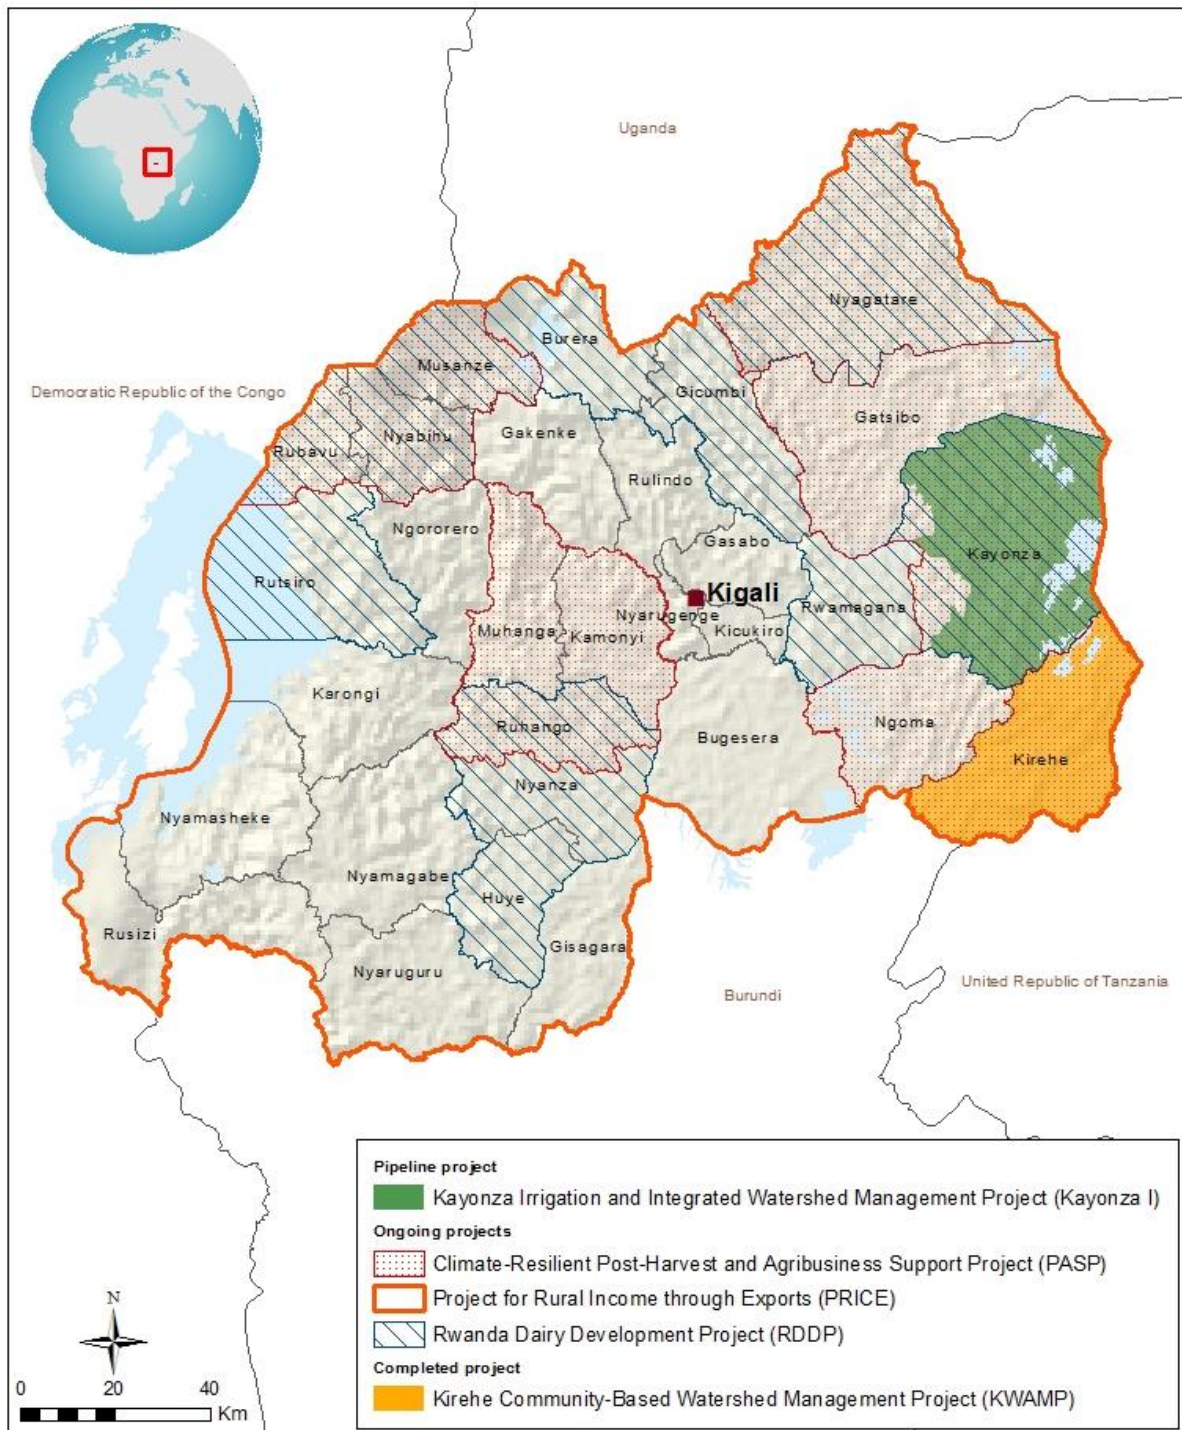 Uganda
Nyagatare
Burera
Musanze
Democratic Republic of the Congo
Gicumbi
Gatsibo
Gakenke
Nyabihu
Rubavu
Rulindo
Ngororero
Gasabo
Kayonza
Rutsiro
Kigali
Rwamagana
Nyarugenge
Muhanga
Kamonyi
Kicukiro
Karongi
Ruhango
Ngoma
Bugesera
Kirehe
Nyanza
Nyamasheke
Nyamagabe
Huye
Rusizi
Gisagara
Nyaruguru
United Republic of Tanzania
Burundi
Pipeline project
Kayonza Irrigation and Integrated Watershed Management Project (Kayonza I)
Ongoing projects
Climate-Resilient Post-Harvest and Agribusiness Support Project (PASP)
Project for Rural Income through Exports (PRICE)
Rwanda Dairy Development Project (RDDP)
Completed project
Kirehe Community-Based Watershed Management Project (KWAMP)
N
0 20 40
Km